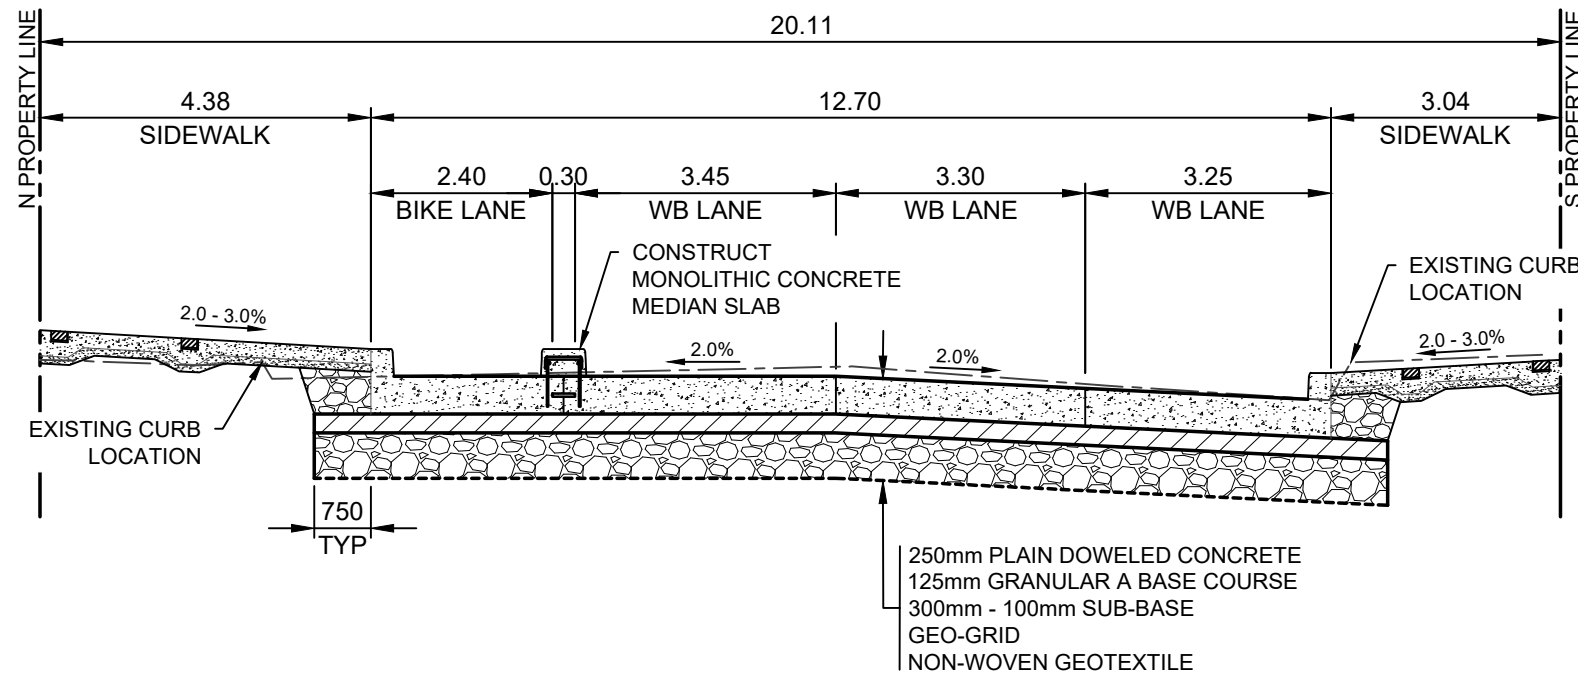 20.11
N PROPERTY LINE
S PROPERTY LINE
4.38
12.70
3.04
SIDEWALK
SIDEWALK
2.40
0.30
3.45
3.30
3.25
BIKE LANE
WB LANE
WB LANE
WB LANE
CONSTRUCT
MONOLITHIC CONCRETE
MEDIAN SLAB
EXISTING CURB
LOCATION
2.0 - 3.0%
2.0%
2.0%
2.0 - 3.0%
EXISTING CURB
LOCATION
750
TYP
250mm PLAIN DOWELED CONCRETE
125mm GRANULAR A BASE COURSE
300mm - 100mm SUB-BASE
GEO-GRID
NON-WOVEN GEOTEXTILE